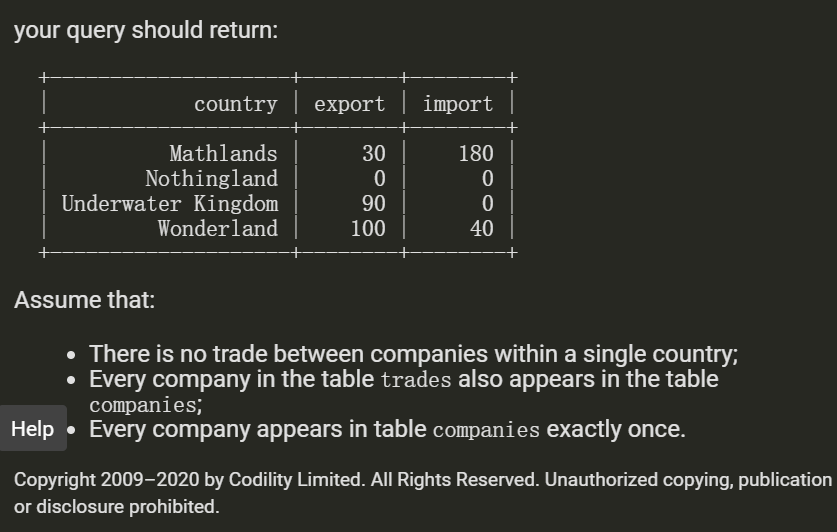 your query should return:
+---------------------+--------+--------+
|             country | export | import |
+---------------------+--------+--------+
|          Mathlands  |     30 |    180 |
|        Nothingland  |      0 |      0 |
| Underwater Kingdom  |     90 |      0 |
|         Wonderland  |    100 |     40 |
+---------------------+--------+--------+
Assume that:
• There is no trade between companies within a single country;
• Every company in the table trades also appears in the table
companies;
Help
• Every company appears in table companies exactly once.
Copyright 2009–2020 by Codility Limited. All Rights Reserved. Unauthorized copying, publication
or disclosure prohibited.